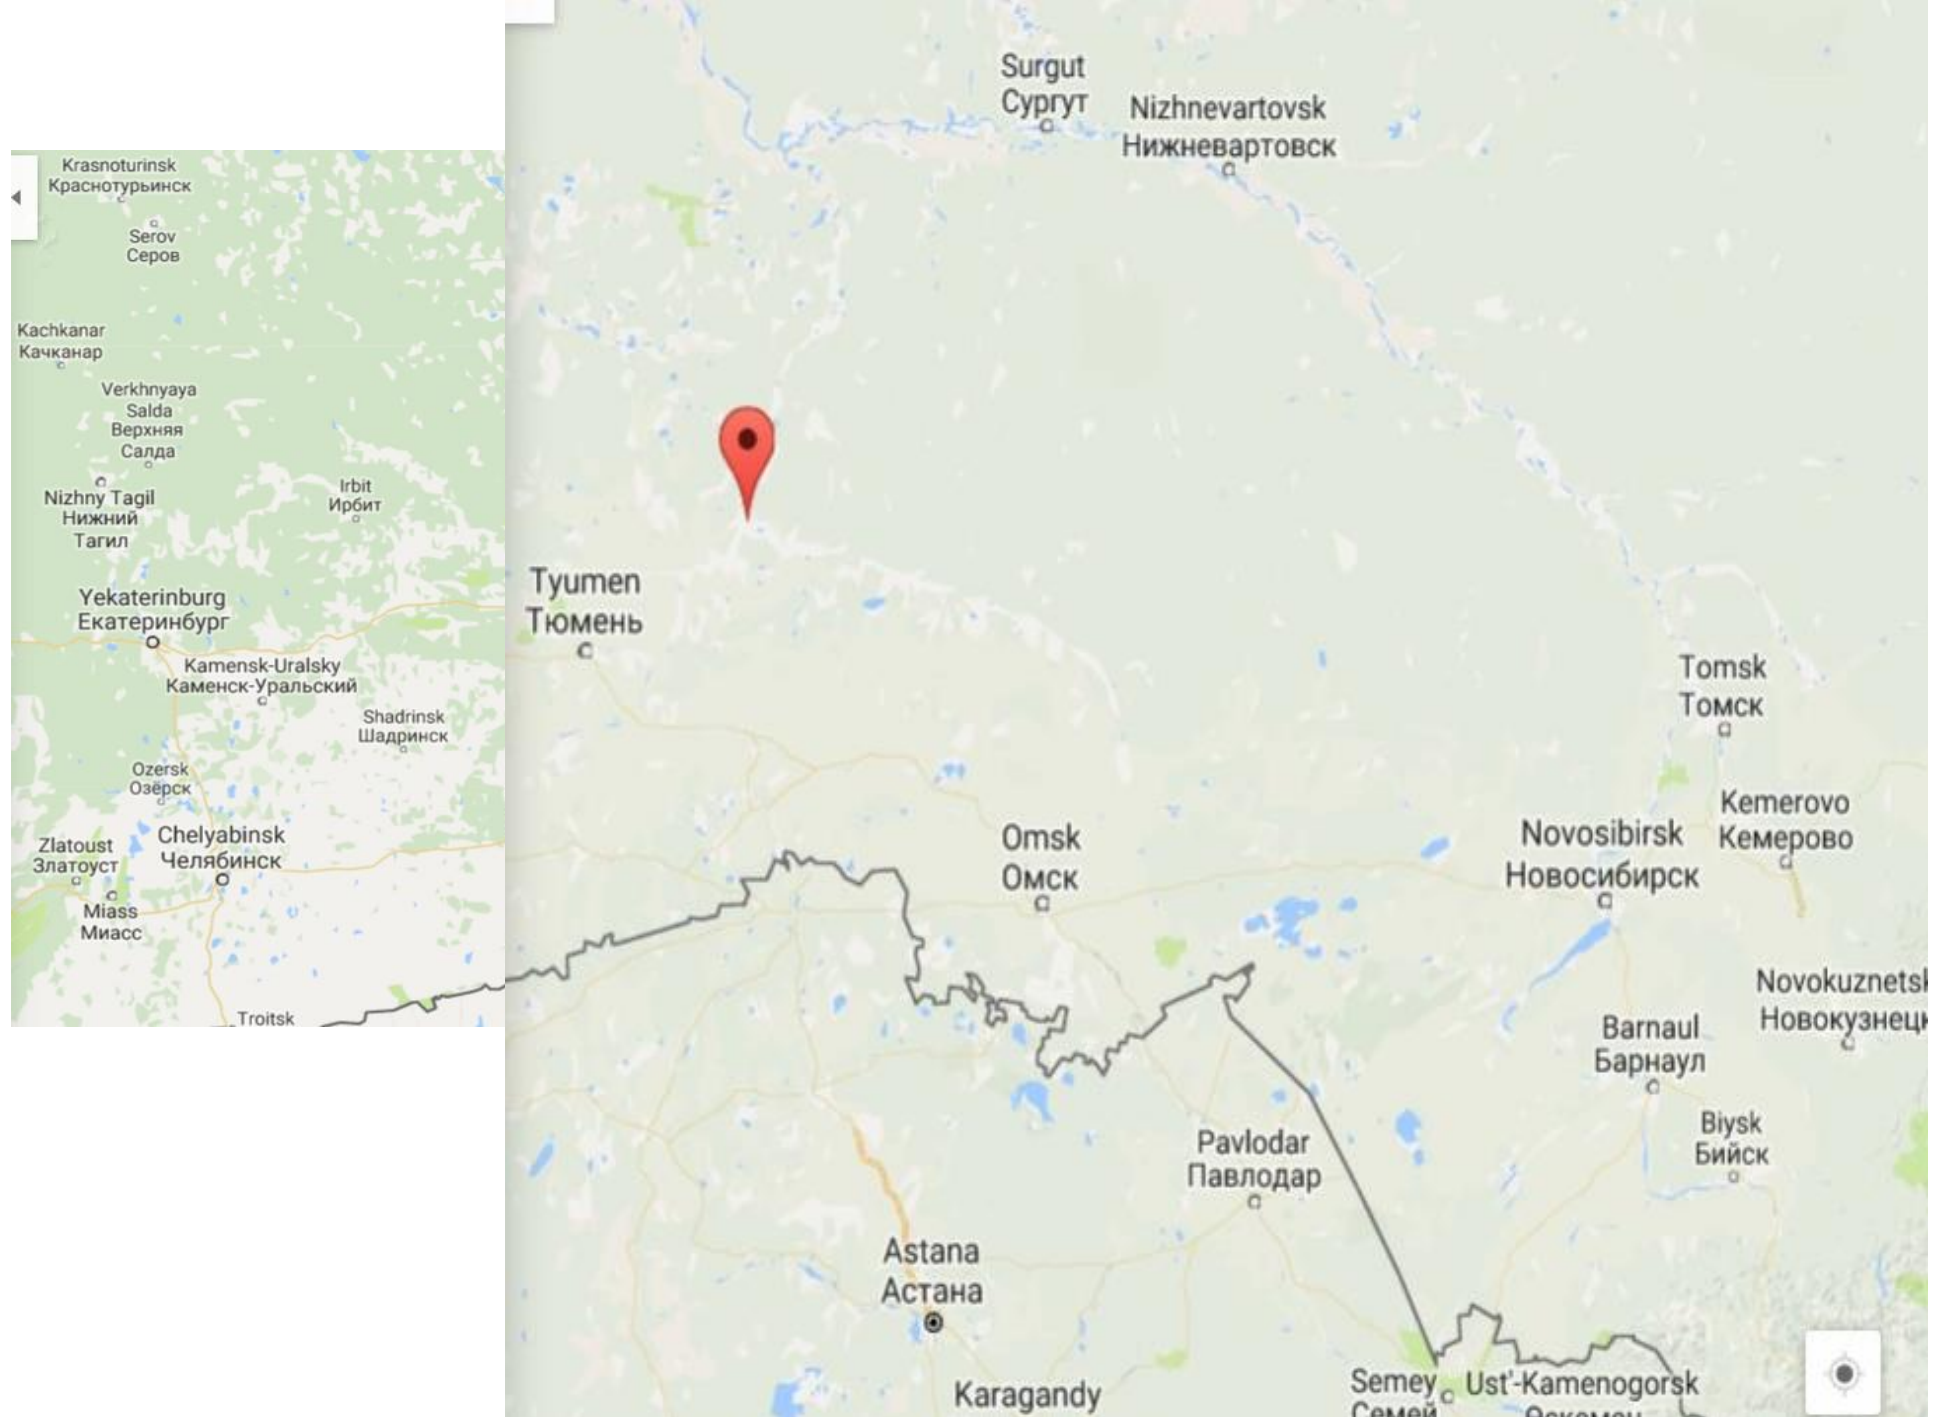 Krasnoturinsk
Краснотурьинск
Serov
Серов
Kachkanar
Качканар
Verkhnyaya
Salda
Верхняя
Салда
Nizhny Tagil
Нижний
Тагил
Irbit
Ирбит
Yekaterinburg
Екатеринбург
Kamensk-Uralsky
Каменск-Уральский
Shadrinsk
Шадринск
Ozersk
Озёрск
Chelyabinsk
Челябинск
Zlatoust
Златоуст
Miass
Миасс
Troitsk
Surgut
Сургут
Nizhnevartovsk
Нижневартовск
Tyumen
Тюмень
Tomsk
Томск
Kemerovo
Кемерово
Omsk
Омск
Novosibirsk
Новосибирск
Novokuznetsk
Новокузнецк
Barnaul
Барнаул
Biysk
Бийск
Pavlodar
Павлодар
Astana
Астана
Karagandy
Semey
Семей
Ust'-Kamenogorsk